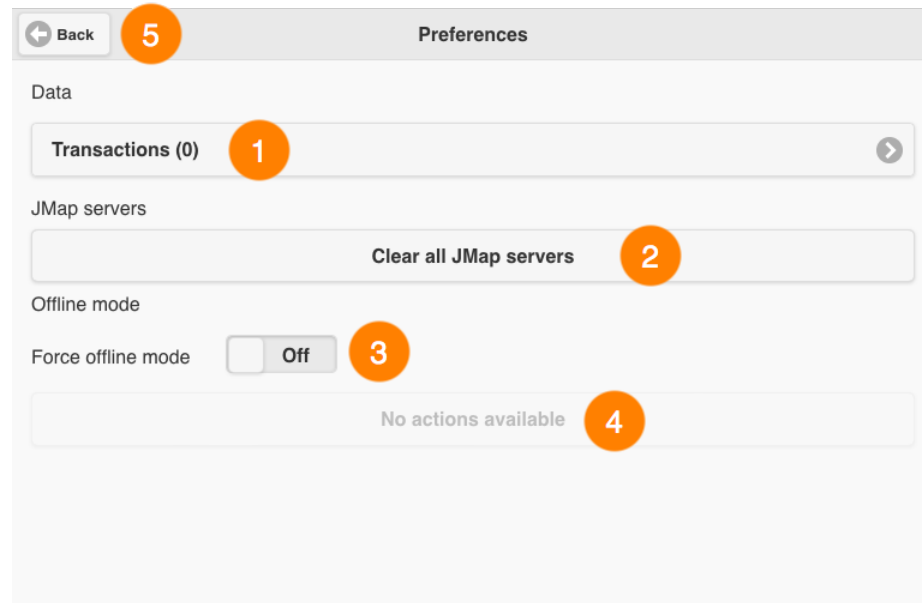 Back 5 Preferences
Data
Transactions (0) 1
JMap servers
Clear all JMap servers 2
Offline mode
Force offline mode Off 3
No actions available 4